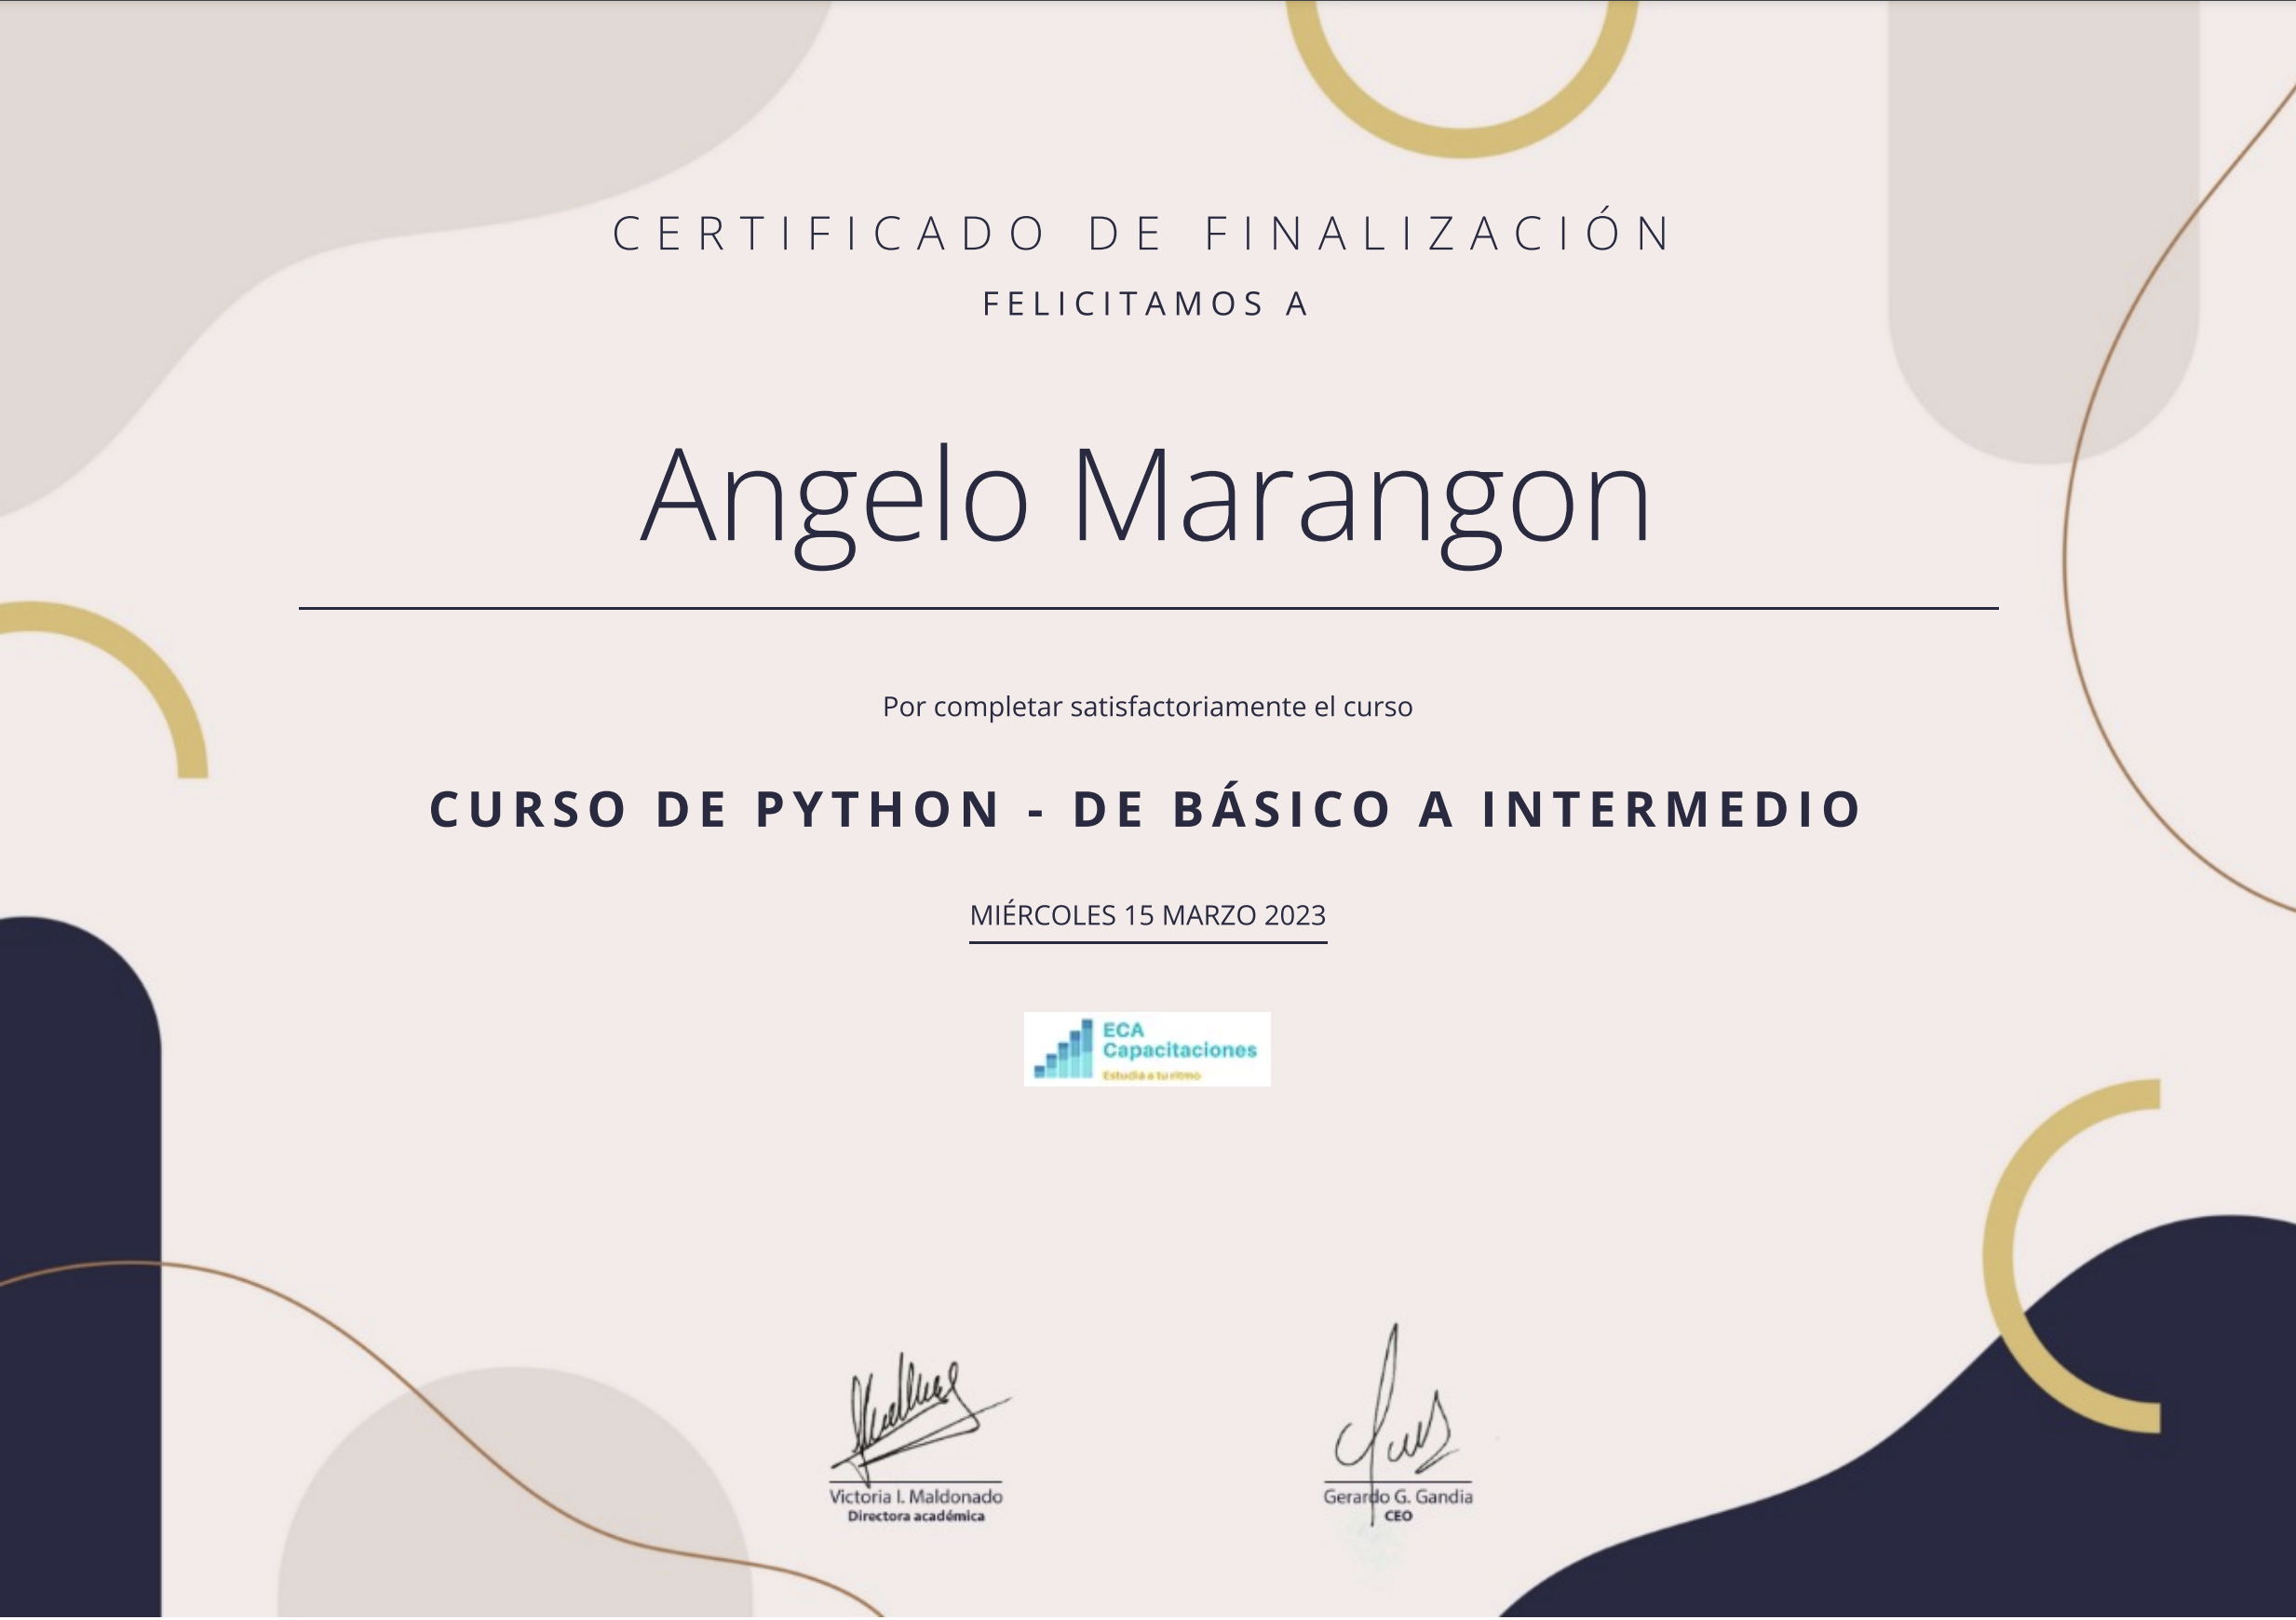 CERTIFICADO DE FINALIZACIÓN
FELICITAMOS A
Angelo Marangon
Por completar satisfactoriamente el curso
CURSO DE PYTHON - DE BÁSICO A INTERMEDIO
MIÉRCOLES 15 MARZO 2023
ECA
Capacitaciones
Estudia a tu ritmo
Victoria I. Maldonado
Directora académica
Gerardo G. Gandia
CEO